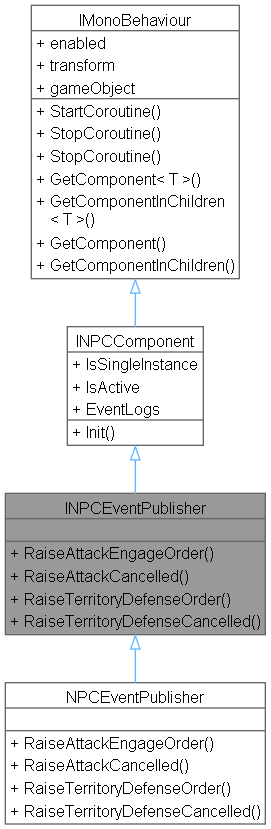 IMonoBehaviour
+ enabled
+ transform
+ gameObject
+ StartCoroutine()
+ StopCoroutine()
+ StopCoroutine()
+ GetComponent< T >()
+ GetComponentInChildren
< T >()
+ GetComponent()
+ GetComponentInChildren()
INPCComponent
+ IsSingleInstance
+ IsActive
+ EventLogs
+ Init()
INPCEventPublisher
+ RaiseAttackEngageOrder()
+ RaiseAttackCancelled()
+ RaiseTerritoryDefenseOrder()
+ RaiseTerritoryDefenseCancelled()
NPCEventPublisher
+ RaiseAttackEngageOrder()
+ RaiseAttackCancelled()
+ RaiseTerritoryDefenseOrder()
+ RaiseTerritoryDefenseCancelled()